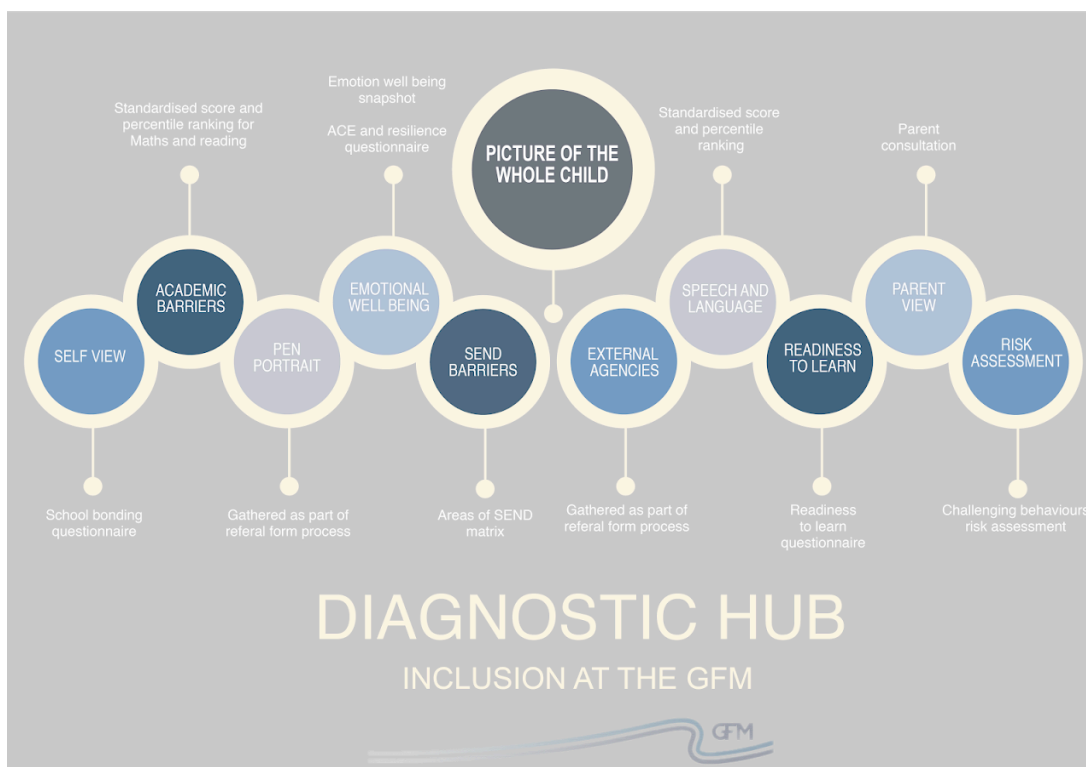 Emotion well being
snapshot
ACE and resilience
questionnaire
Standardised score and
percentile ranking for
Maths and reading
Standardised score
and percentile
ranking
Parent
consultation
PICTURE OF THE
WHOLE CHILD
SELF VIEW
ACADEMIC
BARRIERS
PEN
PORTRAIT
EMOTIONAL
WELL BEING
SEND
BARRIERS
EXTERNAL
AGENCIES
SPEECH AND
LANGUAGE
READINESS
TO LEARN
PARENT
VIEW
RISK
ASSESSMENT
School bonding
questionnaire
Gathered as part of
referal form process
Areas of SEND
matrix
Gathered as part of
referal form process
Readiness
to learn
questionnaire
Challenging behaviours
risk assessment
DIAGNOSTIC HUB
INCLUSION AT THE GFM
GFM